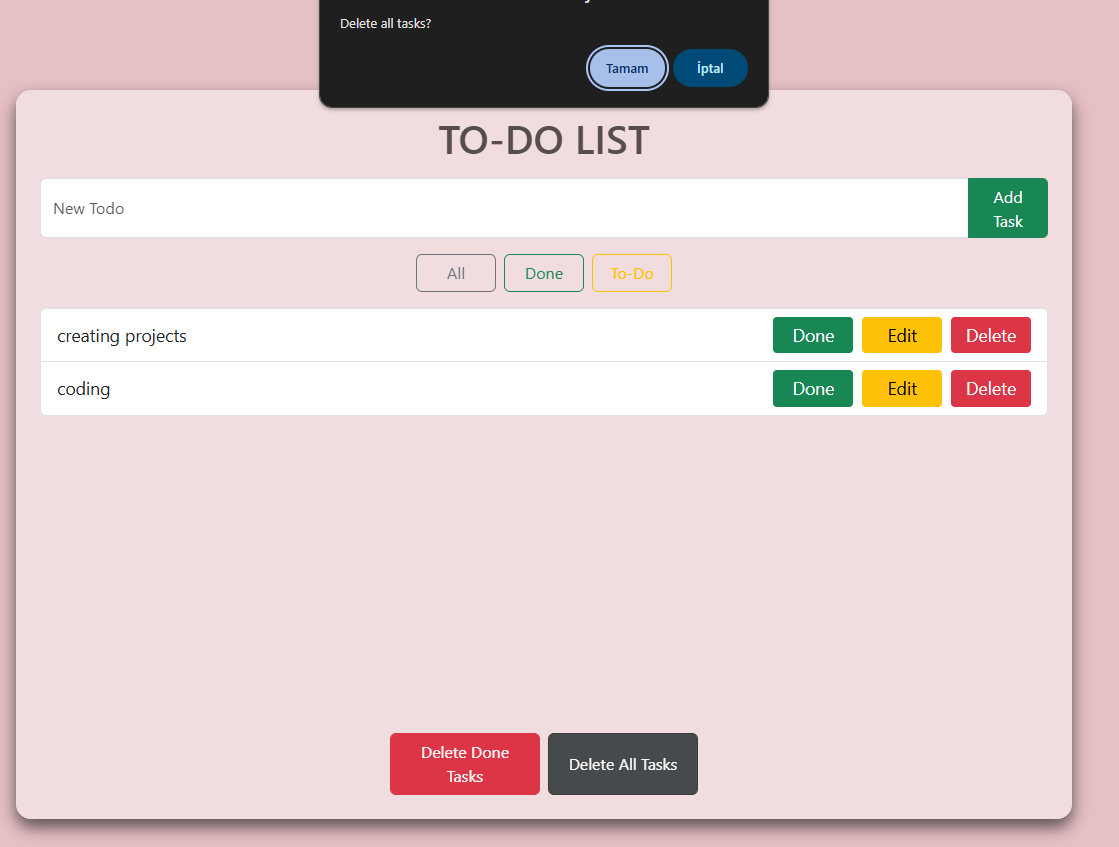 Delete all tasks?
Tamam İptal
TO-DO LIST
New Todo
Add
Task
All Done To-Do
creating projects Done Edit Delete
coding Done Edit Delete
Delete Done
Tasks
Delete All Tasks